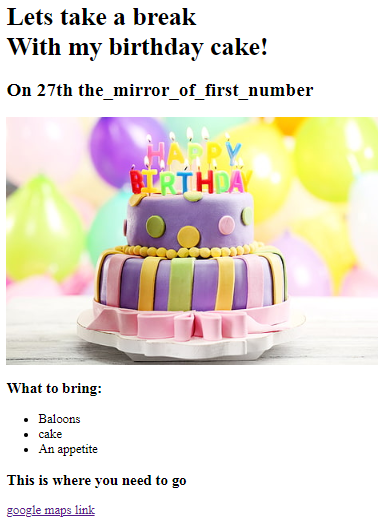 Lets take a break
With my birthday cake!
On 27th the_mirror_of_first_number
HAPPY
BIRTHDAY
What to bring:
Baloons
cake
An appetite
This is where you need to go
google maps link